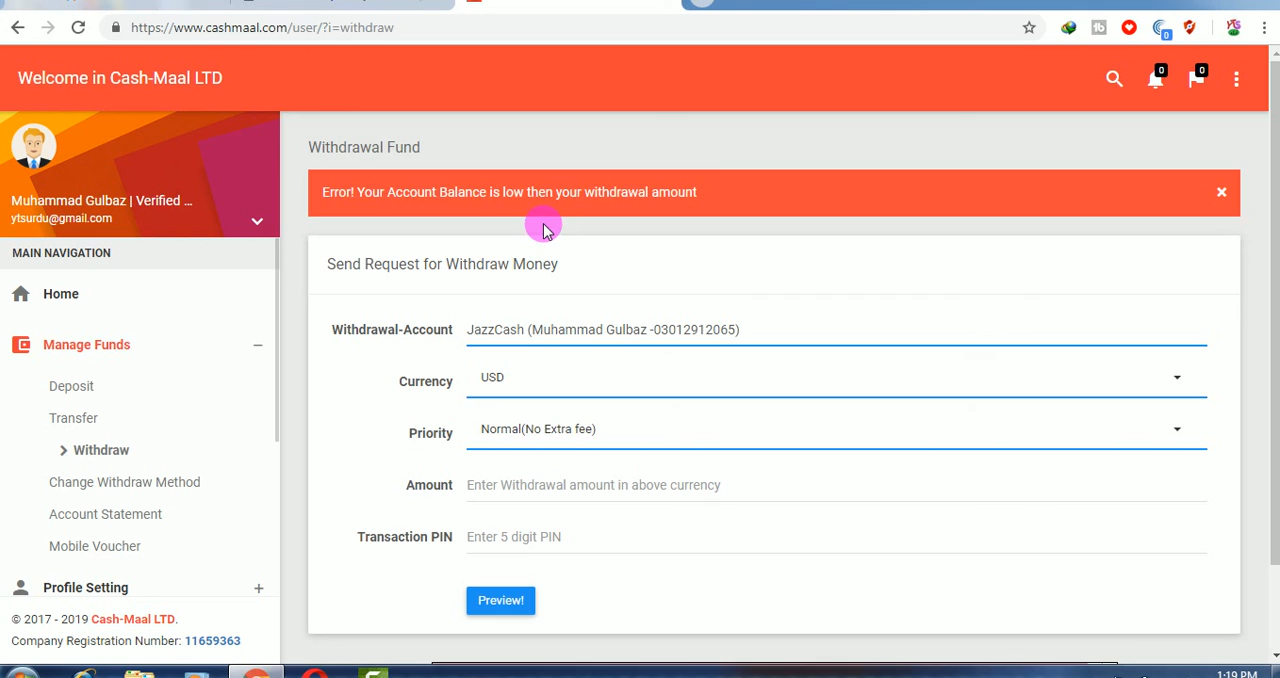 https://www.cashmaal.com/user/?i=withdraw
0
Welcome in Cash-Maal LTD
0
0
Muhammad Gulbaz | Verified ...
ytsurdu@gmail.com
MAIN NAVIGATION
Home
Manage Funds
Deposit
Transfer
Withdraw
Change Withdraw Method
Account Statement
Mobile Voucher
Profile Setting
© 2017 - 2019 Cash-Maal LTD.
Company Registration Number: 11659363
Withdrawal Fund
Error! Your Account Balance is low then your withdrawal amount
Send Request for Withdraw Money
Withdrawal-Account JazzCash (Muhammad Gulbaz -03012912065)
Currency USD
Priority Normal(No Extra fee)
Amount Enter Withdrawal amount in above currency
Transaction PIN Enter 5 digit PIN
Preview!
1:19 PM